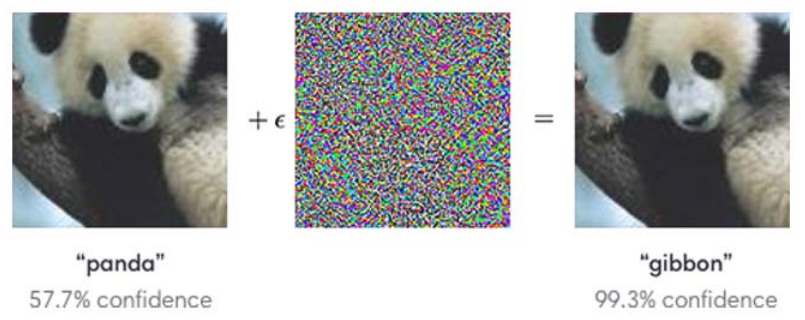 + ϵ
=
“panda”
57.7% confidence
“gibbon”
99.3% confidence